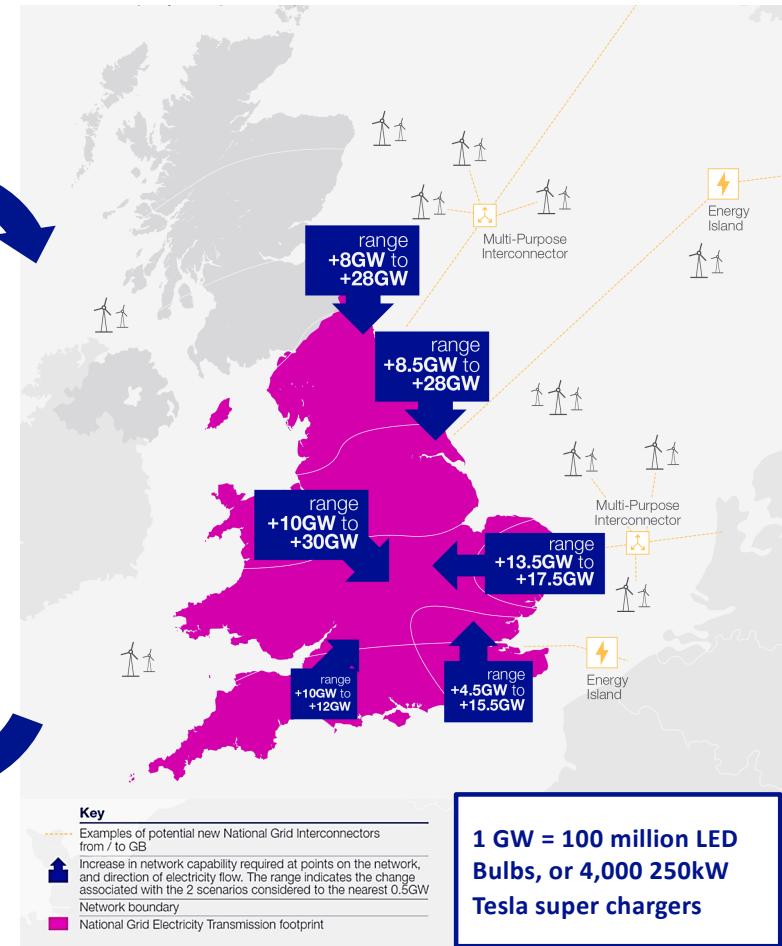 range
+8GW to
+28GW
Multi-Purpose
Interconnector
Energy
Island
range
+8.5GW to
+28GW
range
+10GW to
+30GW
Multi-Purpose
Interconnector
range
+13.5GW to
+17.5GW
range
+10GW to
+12GW
range
+4.5GW to
+15.5GW
Energy
Island
Key
Examples of potential new National Grid Interconnectors
from / to GB
Increase in network capability required at points on the network,
and direction of electricity flow. The range indicates the change
associated with the 2 scenarios considered to the nearest 0.5GW
Network boundary
National Grid Electricity Transmission footprint
1 GW = 100 million LED
Bulbs, or 4,000 250kW
Tesla super chargers